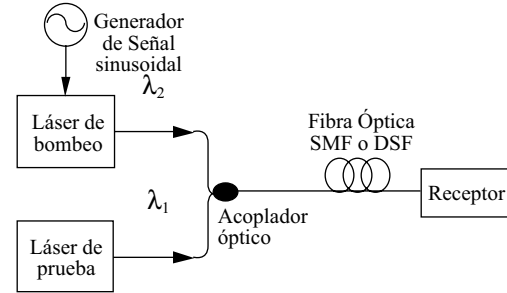 Generador
de Señal
sinusoidal
λ2
Láser de
bombeo
Fibra Óptica
SMF o DSF
Receptor
λ1
Acoplador
óptico
Láser de
prueba